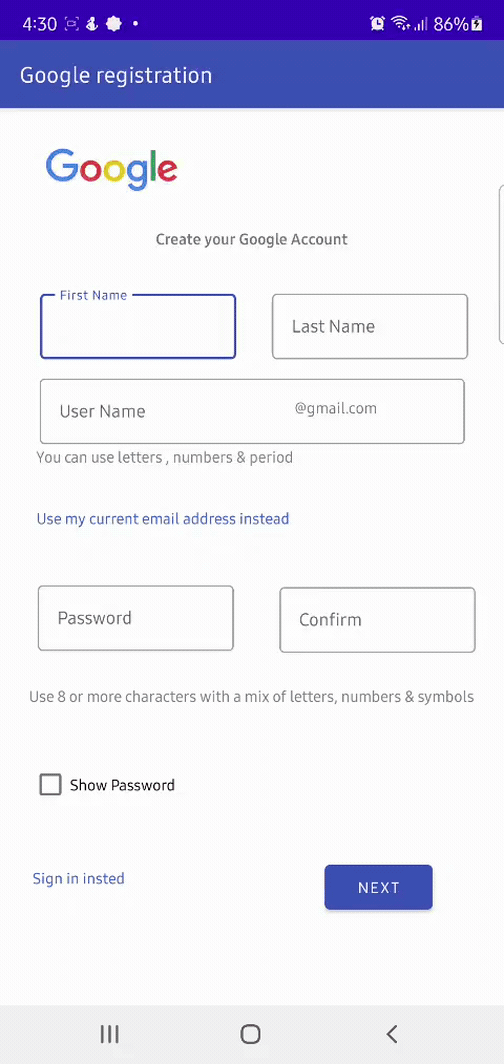 4:30 86%
Google registration
Google
Create your Google Account
First Name
Last Name
User Name @gmail.com
You can use letters , numbers & period
Use my current email address instead
Password
Confirm
Use 8 or more characters with a mix of letters, numbers & symbols
Show Password
Sign in insted
NEXT